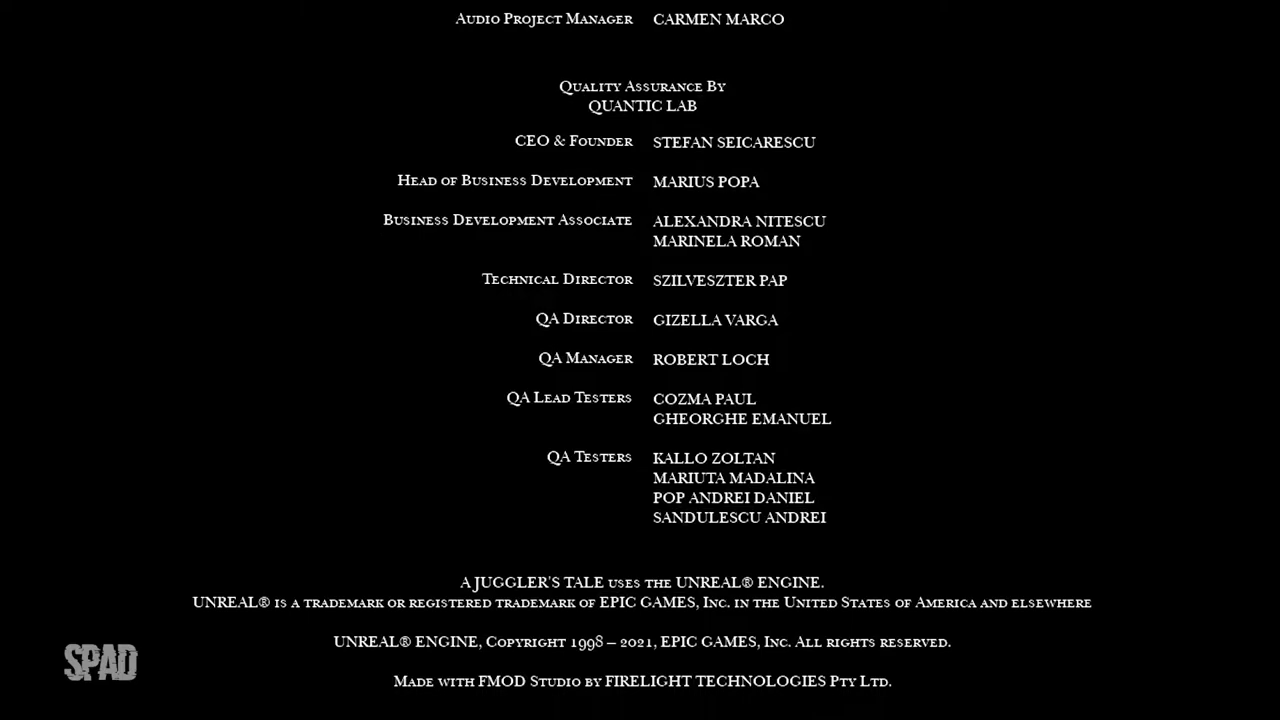 Audio Project Manager CARMEN MARCO
Quality Assurance By
QUANTIC LAB
CEO & Founder STEFAN SEICARESCU
Head of Business Development MARIUS POPA
Business Development Associate ALEXANDRA NITESCU
MARINELA ROMAN
Technical Director SZILVESZTER PAP
QA Director GIZELLA VARGA
QA Manager ROBERT LOCH
QA Lead Testers COZMA PAUL
GHEORGHE EMANUEL
QA Testers KALLO ZOLTAN
MARIUTA MADALINA
POP ANDREI DANIEL
SANDULESCU ANDREI
A JUGGLER'S TALE uses the UNREAL® ENGINE.
UNREAL® is a trademark or registered trademark of EPIC GAMES, Inc. in the United States of America and elsewhere
UNREAL® ENGINE, Copyright 1998 – 2021, EPIC GAMES, Inc. All rights reserved.
SPAD
Made with FMOD Studio by FIRELIGHT TECHNOLOGIES Pty Ltd.